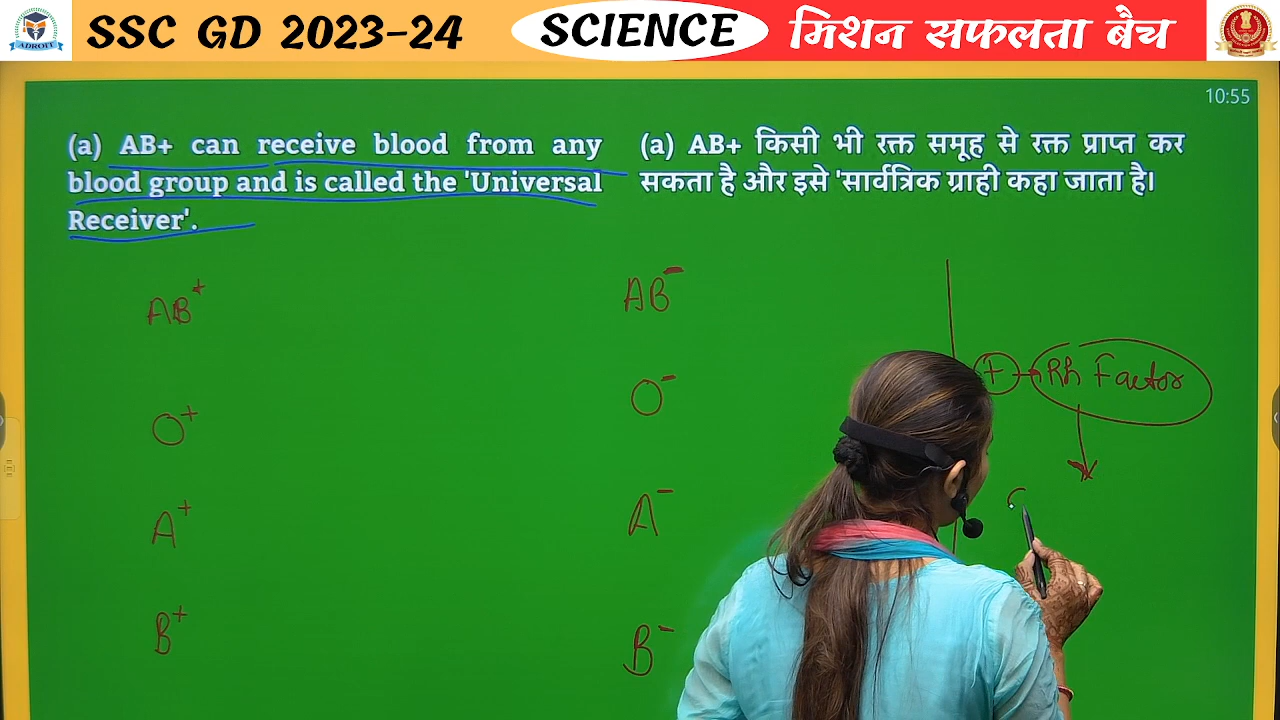 ADROIT
SSC GD 2023-24
SCIENCE
मिशन सफलता बैच
10:55
(a) AB+ can receive blood from any
blood group and is called the 'Universal
Receiver'.
(a) AB+ किसी भी रक्त समूह से रक्त प्राप्त कर
सकता है और इसे 'सार्वत्रिक ग्राही कहा जाता है।
AB+
AB-
+ → Rh Factor
O+
O-
A+
A-
B+
B-